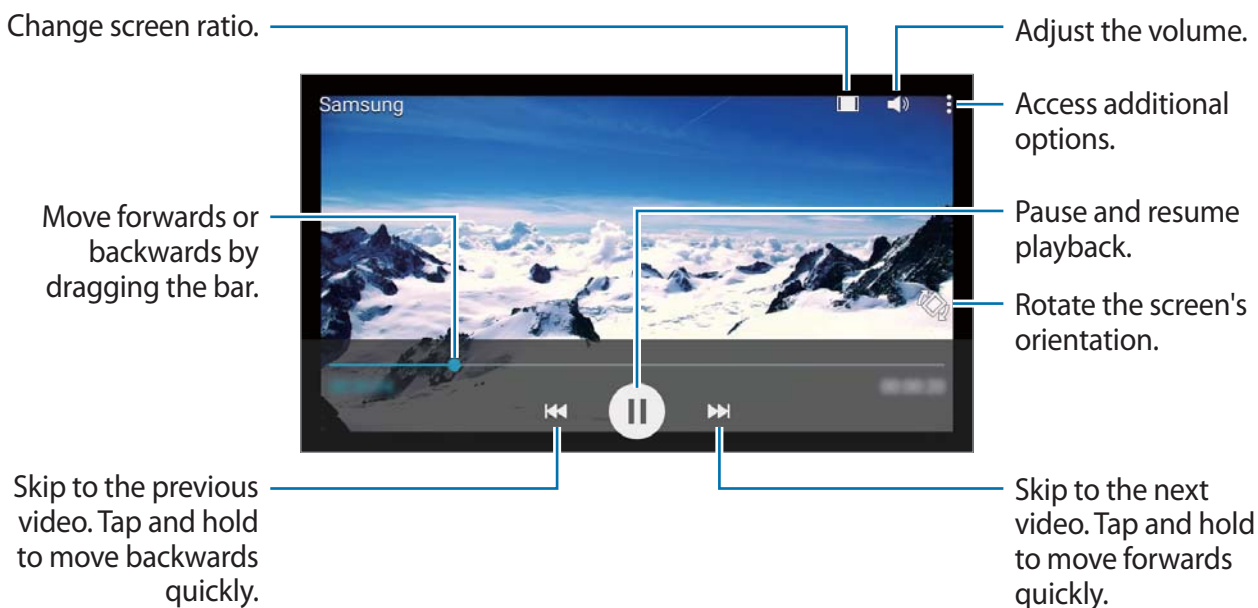 Change screen ratio.
Adjust the volume.
Samsung
Access additional
options.
Move forwards or
backwards by
dragging the bar.
Pause and resume
playback.
Rotate the screen's
orientation.
Skip to the previous
video. Tap and hold
to move backwards
quickly.
Skip to the next
video. Tap and hold
to move forwards
quickly.